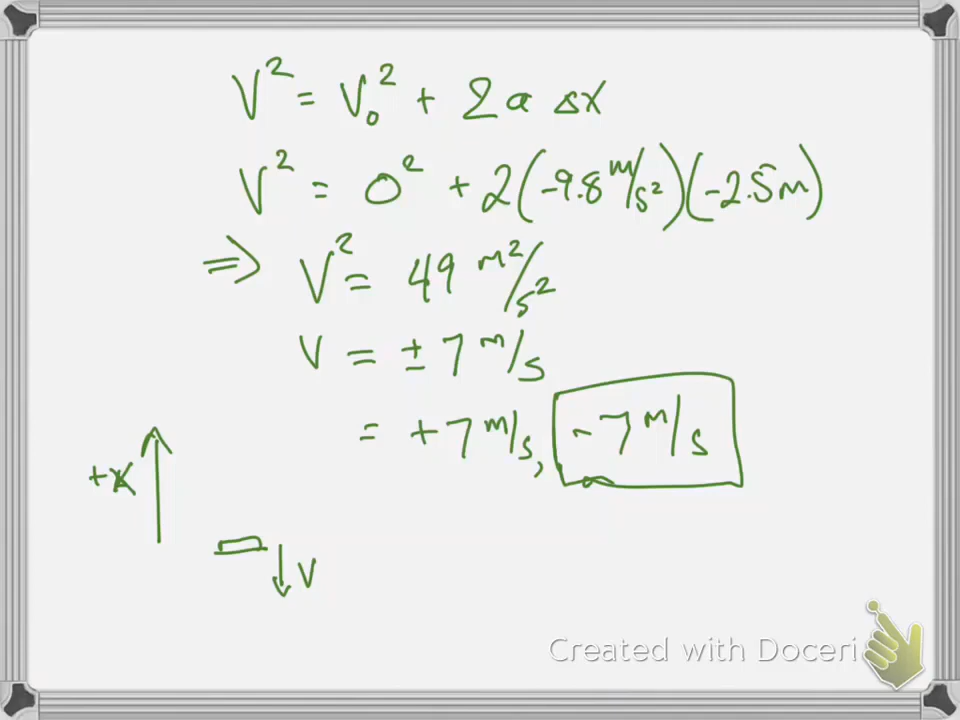 V² = V₀² + 2a Δx
V² = 0² + 2(-9.8 m/s²)(-2.5m)
⇒ V² = 49 m²/s²
V = ± 7 m/s
= +7 m/s, -7 m/s
+x
V
Created with Doceri